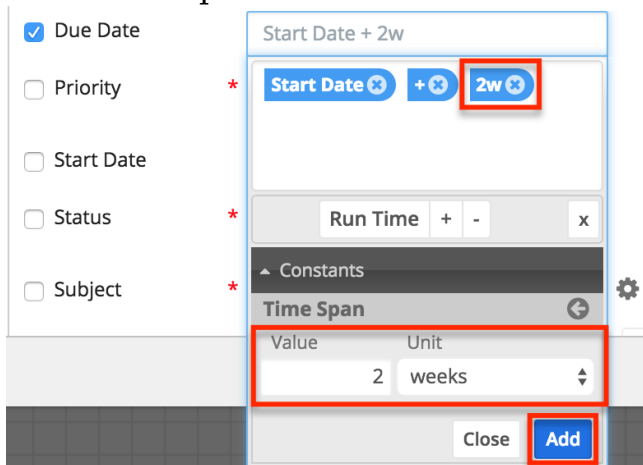 Due Date
Start Date + 2w
Priority *
Start Date + 2w
Start Date
Status *
Run Time + - x
Constants
Subject *
Time Span
Value Unit
2 weeks
Close Add